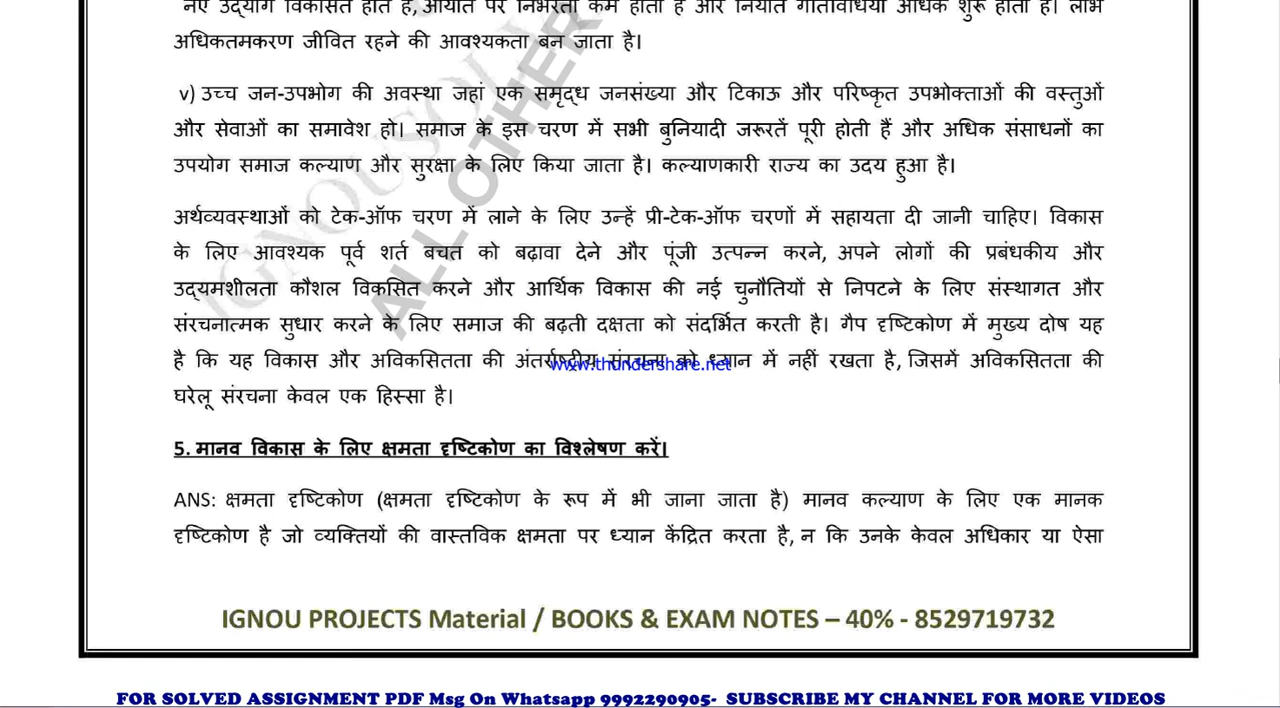 नए उद्योग विकसित होते हैं, आयात पर निर्भरता कम होती है और निर्यात गतिविधियां अधिक शुरू होती हैं। लाभ
अधिकतमकरण जीवित रहने की आवश्यकता बन जाता है।
v) उच्च जन-उपभोग की अवस्था जहां एक समृद्ध जनसंख्या और टिकाऊ और परिष्कृत उपभोक्ताओं की वस्तुओं
और सेवाओं का समावेश हो। समाज के इस चरण में सभी बुनियादी जरूरतें पूरी होती हैं और अधिक संसाधनों का
उपयोग समाज कल्याण और सुरक्षा के लिए किया जाता है। कल्याणकारी राज्य का उदय हुआ है।
अर्थव्यवस्थाओं को टेक-ऑफ चरण में लाने के लिए उन्हें प्री-टेक-ऑफ चरणों में सहायता दी जानी चाहिए। विकास
के लिए आवश्यक पूर्व शर्त बचत को बढ़ावा देने और पूंजी उत्पन्न करने, अपने लोगों की प्रबंधकीय और
उद्यमशीलता कौशल विकसित करने और आर्थिक विकास की नई चुनौतियों से निपटने के लिए संस्थागत और
संरचनात्मक सुधार करने के लिए समाज की बढ़ती दक्षता को संदर्भित करती है। गैप दृष्टिकोण में मुख्य दोष यह
है कि यह विकास और अविकसितता की अंतर्राष्ट्रीय संरचना को ध्यान में नहीं रखता है, जिसमें अविकसितता की
www.thundershare.net
घरेलू संरचना केवल एक हिस्सा है।
5. मानव विकास के लिए क्षमता दृष्टिकोण का विश्लेषण करें।
ANS: क्षमता दृष्टिकोण (क्षमता दृष्टिकोण के रूप में भी जाना जाता है) मानव कल्याण के लिए एक मानक
दृष्टिकोण है जो व्यक्तियों की वास्तविक क्षमता पर ध्यान केंद्रित करता है, न कि उनके केवल अधिकार या ऐसा
ALL OTHER
IGNOU PROJECTS Material / BOOKS & EXAM NOTES – 40% - 8529719732
FOR SOLVED ASSIGNMENT PDF Msg On Whatsapp 9992290905- SUBSCRIBE MY CHANNEL FOR MORE VIDEOS